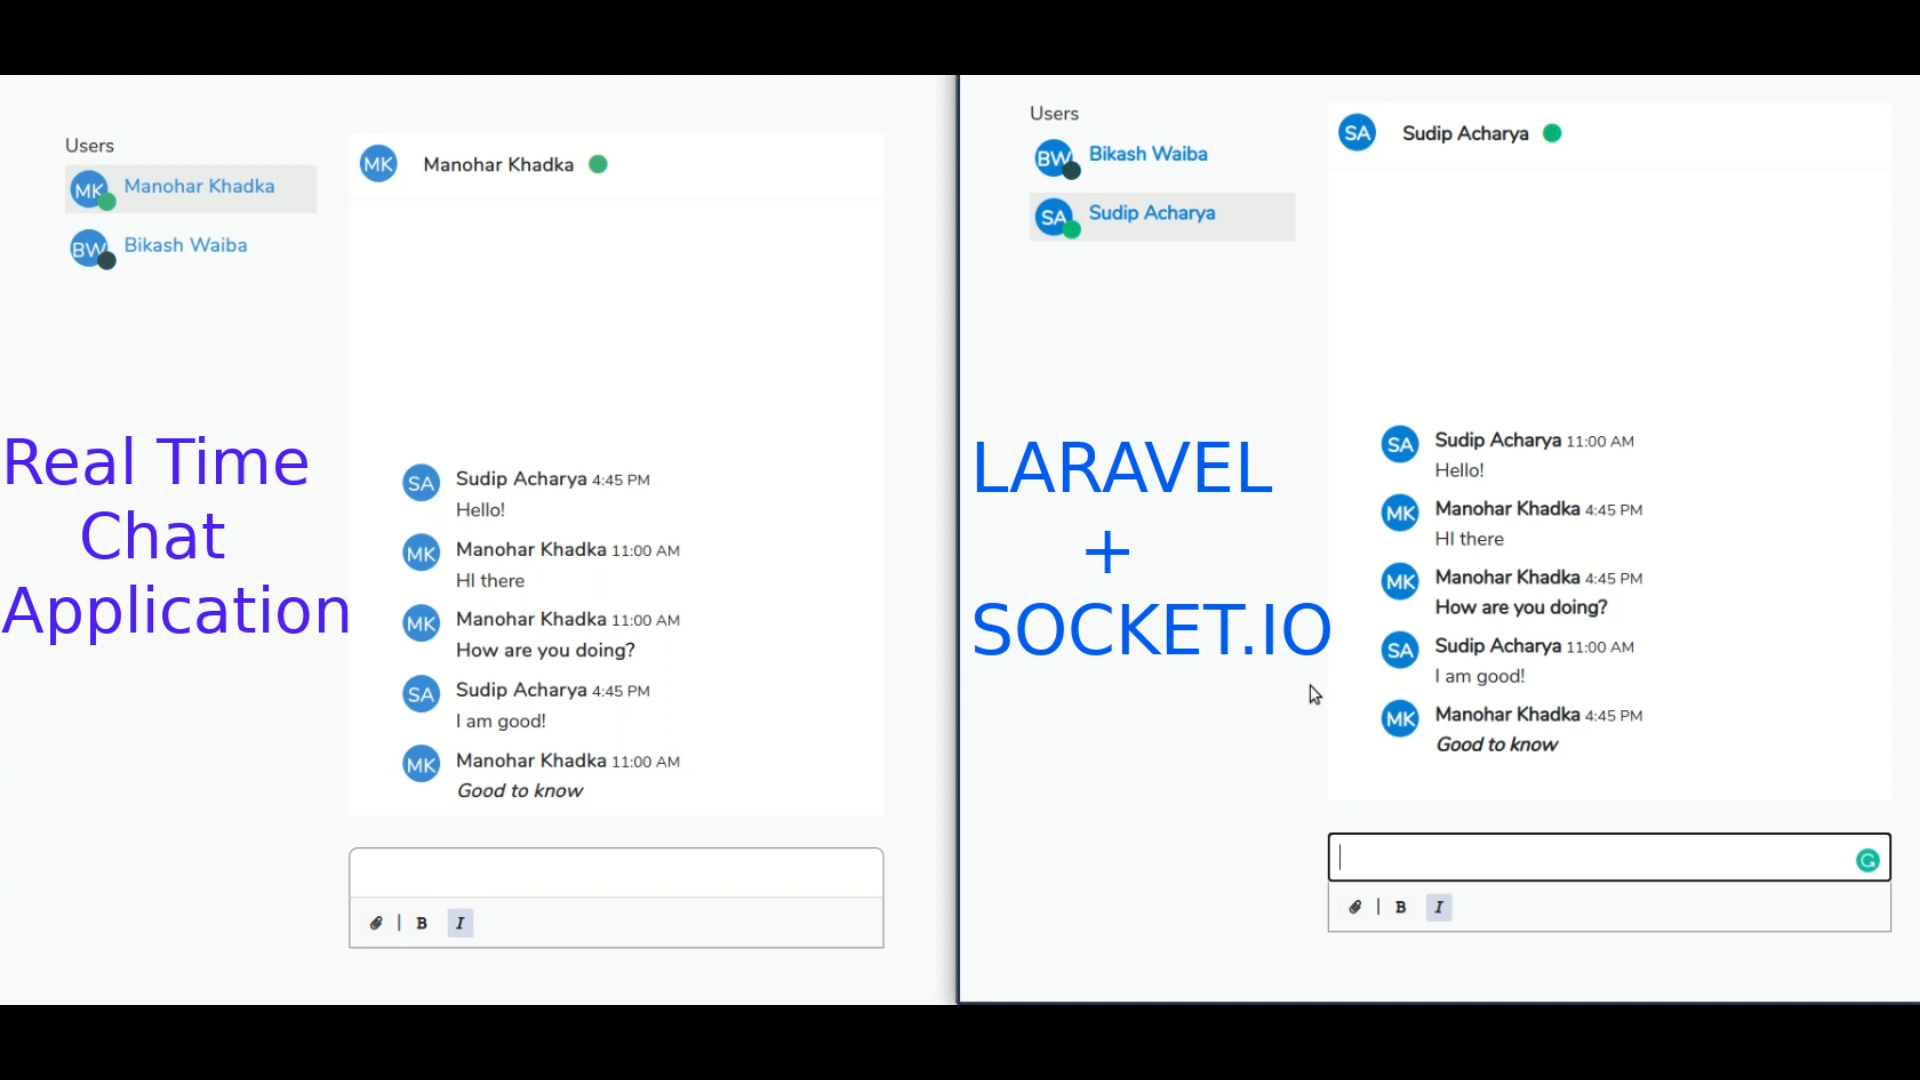 Users
MK Manohar Khadka
BW Bikash Waiba
MK Manohar Khadka
Real Time
Chat
Application
SA Sudip Acharya 4:45 PM
Hello!
MK Manohar Khadka 11:00 AM
HI there
MK Manohar Khadka 11:00 AM
How are you doing?
SA Sudip Acharya 4:45 PM
I am good!
MK Manohar Khadka 11:00 AM
Good to know
| B I
Users
BW Bikash Waiba
SA Sudip Acharya
SA Sudip Acharya
LARAVEL
+
SOCKET.IO
SA Sudip Acharya 11:00 AM
Hello!
MK Manohar Khadka 4:45 PM
HI there
MK Manohar Khadka 4:45 PM
How are you doing?
SA Sudip Acharya 11:00 AM
I am good!
MK Manohar Khadka 4:45 PM
Good to know
| B I